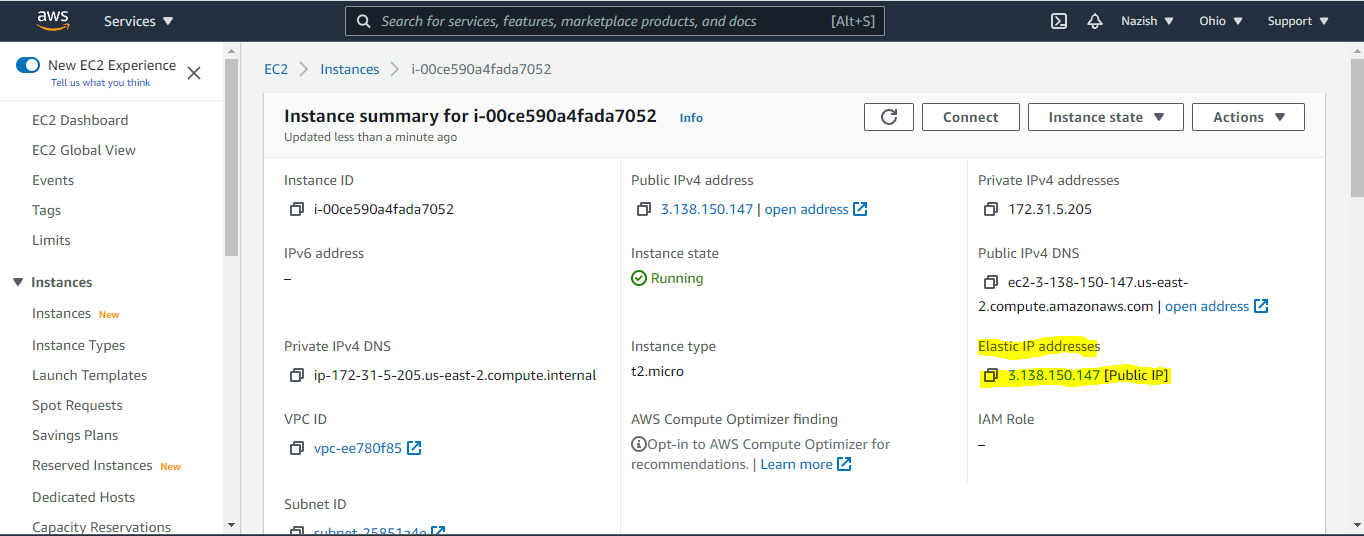 aws
Services
Search for services, features, marketplace products, and docs
[Alt+S]
Nazish
Ohio
Support
New EC2 Experience
Tell us what you think
EC2 Dashboard
EC2 Global View
Events
Tags
Limits
Instances
Instances New
Instance Types
Launch Templates
Spot Requests
Savings Plans
Reserved Instances New
Dedicated Hosts
Capacity Reservations
EC2
Instances
i-00ce590a4fada7052
Instance summary for i-00ce590a4fada7052 Info
Updated less than a minute ago
Connect
Instance state
Actions
Instance ID
i-00ce590a4fada7052
Public IPv4 address
3.138.150.147 | open address
Private IPv4 addresses
172.31.5.205
IPv6 address
–
Instance state
Running
Public IPv4 DNS
ec2-3-138-150-147.us-east-
2.compute.amazonaws.com | open address
Private IPv4 DNS
ip-172-31-5-205.us-east-2.compute.internal
Instance type
t2.micro
Elastic IP addresses
3.138.150.147 [Public IP]
VPC ID
vpc-ee780f85
AWS Compute Optimizer finding
Opt-in to AWS Compute Optimizer for
recommendations. | Learn more
IAM Role
–
Subnet ID
subnet-25851a4e